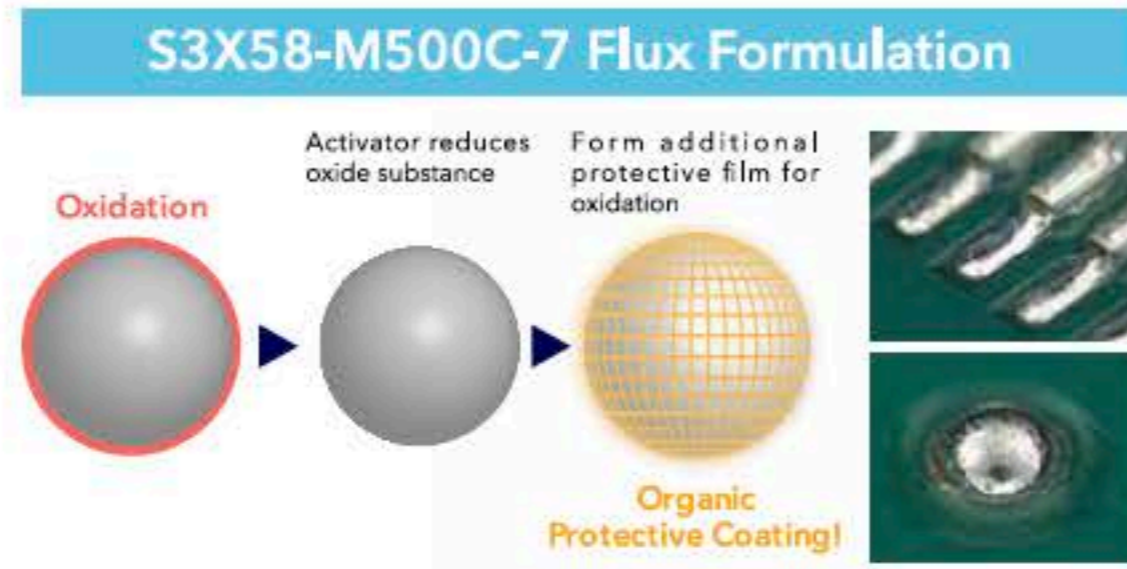 S3X58-M500C-7 Flux Formulation
Oxidation
Activator reduces
oxide substance
Form additional
protective film for
oxidation
Organic
Protective Coating!